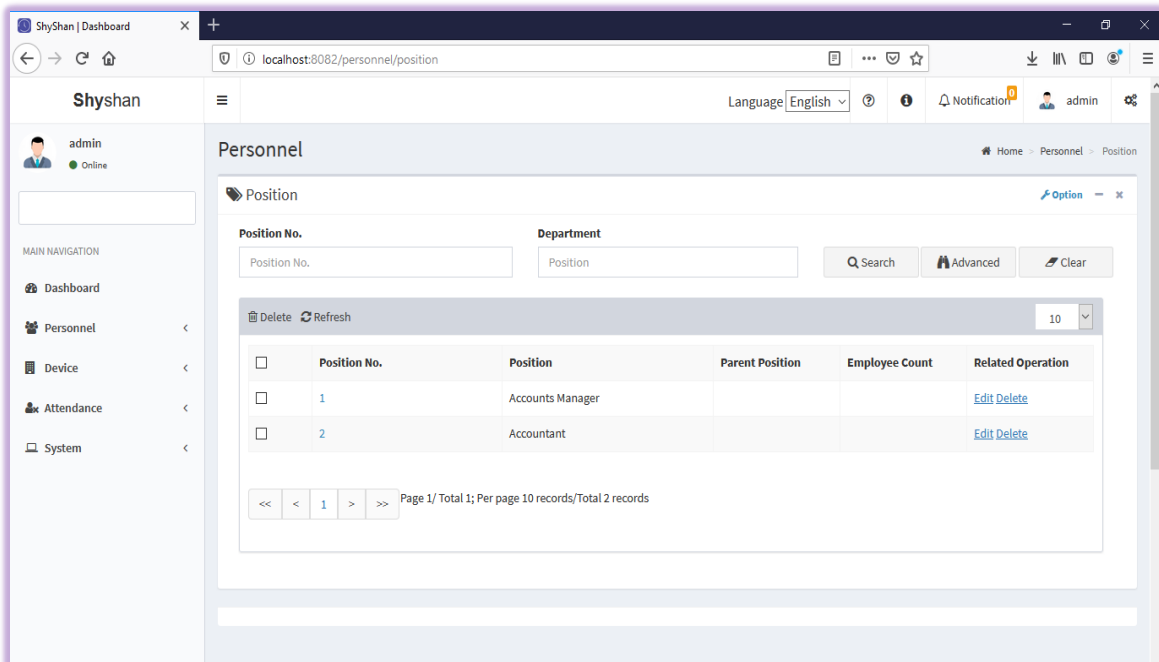 ShyShan | Dashboard
localhost:8082/personnel/position
Shyshan
Language English
Notification 0
admin
admin
Online
MAIN NAVIGATION
Dashboard
Personnel
Device
Attendance
System
Personnel
Home > Personnel > Position
Position
Option
Position No.
Department
Position No.
Position
Search
Advanced
Clear
Delete Refresh
10
Position No. Position Parent Position Employee Count Related Operation
1 Accounts Manager Edit Delete
2 Accountant Edit Delete
<< < 1 > >> Page 1/ Total 1; Per page 10 records/Total 2 records